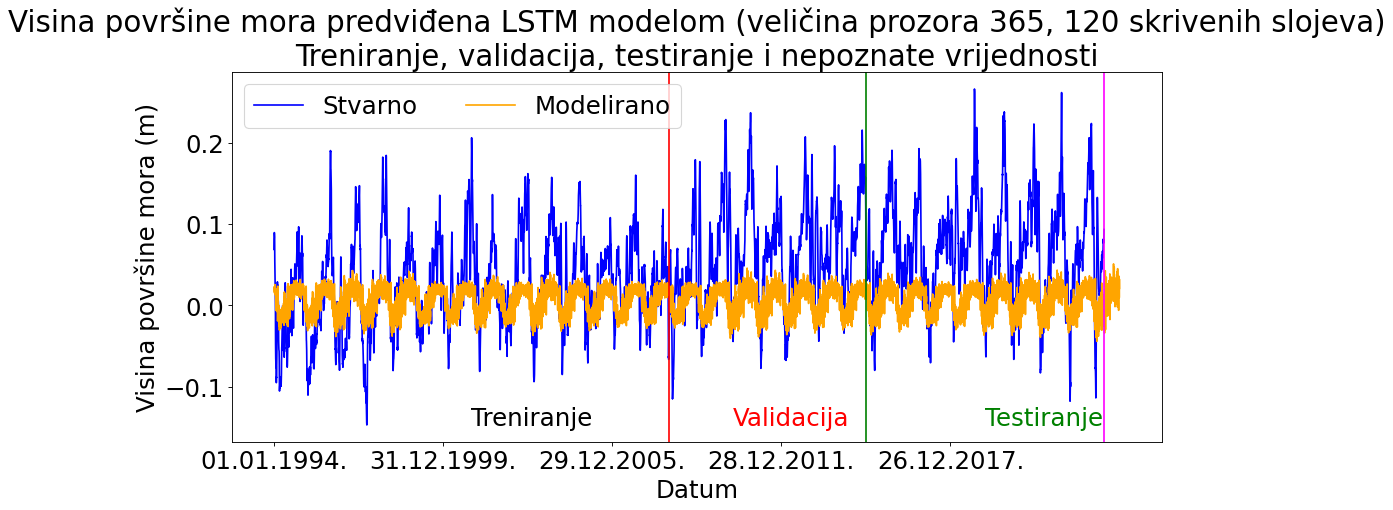 Visina površine mora predviđena LSTM modelom (veličina prozora 365, 120 skrivenih slojeva)
Treniranje, validacija, testiranje i nepoznate vrijednosti
Stvarno
Modelirano
Visina površine mora (m)
0.2
0.1
0.0
−0.1
Treniranje
Validacija
Testiranje
01.01.1994.
31.12.1999.
29.12.2005.
28.12.2011.
26.12.2017.
Datum